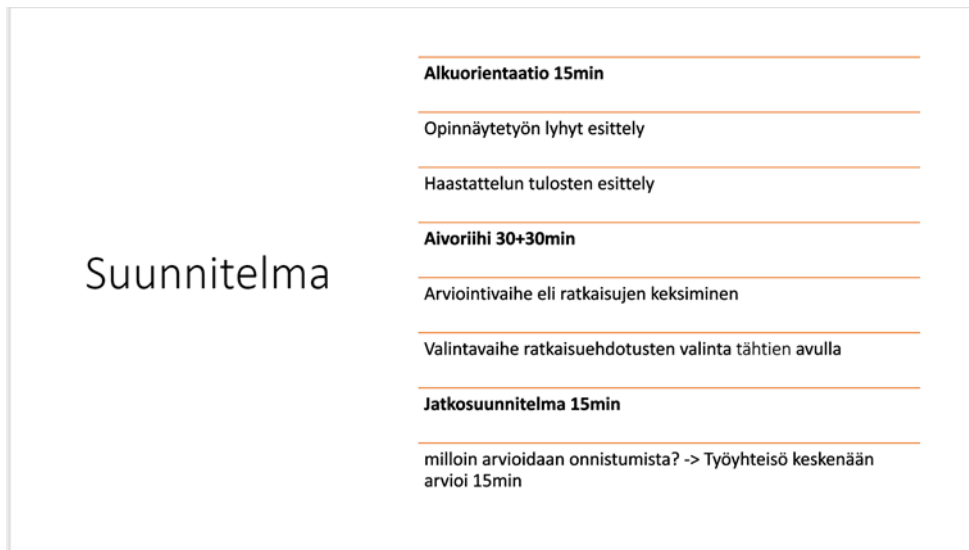 Suunnitelma
Alkuorientaatio 15min
Opinnäytetyön lyhyt esittely
Haastattelun tulosten esittely
Aivoriihi 30+30min
Arviointivaihe eli ratkaisujen keksiminen
Valintavaihe ratkaisuehdotusten valinta tähtien avulla
Jatkosuunnitelma 15min
milloin arvioidaan onnistumista? -> Työyhteisö keskenään
arvioi 15min